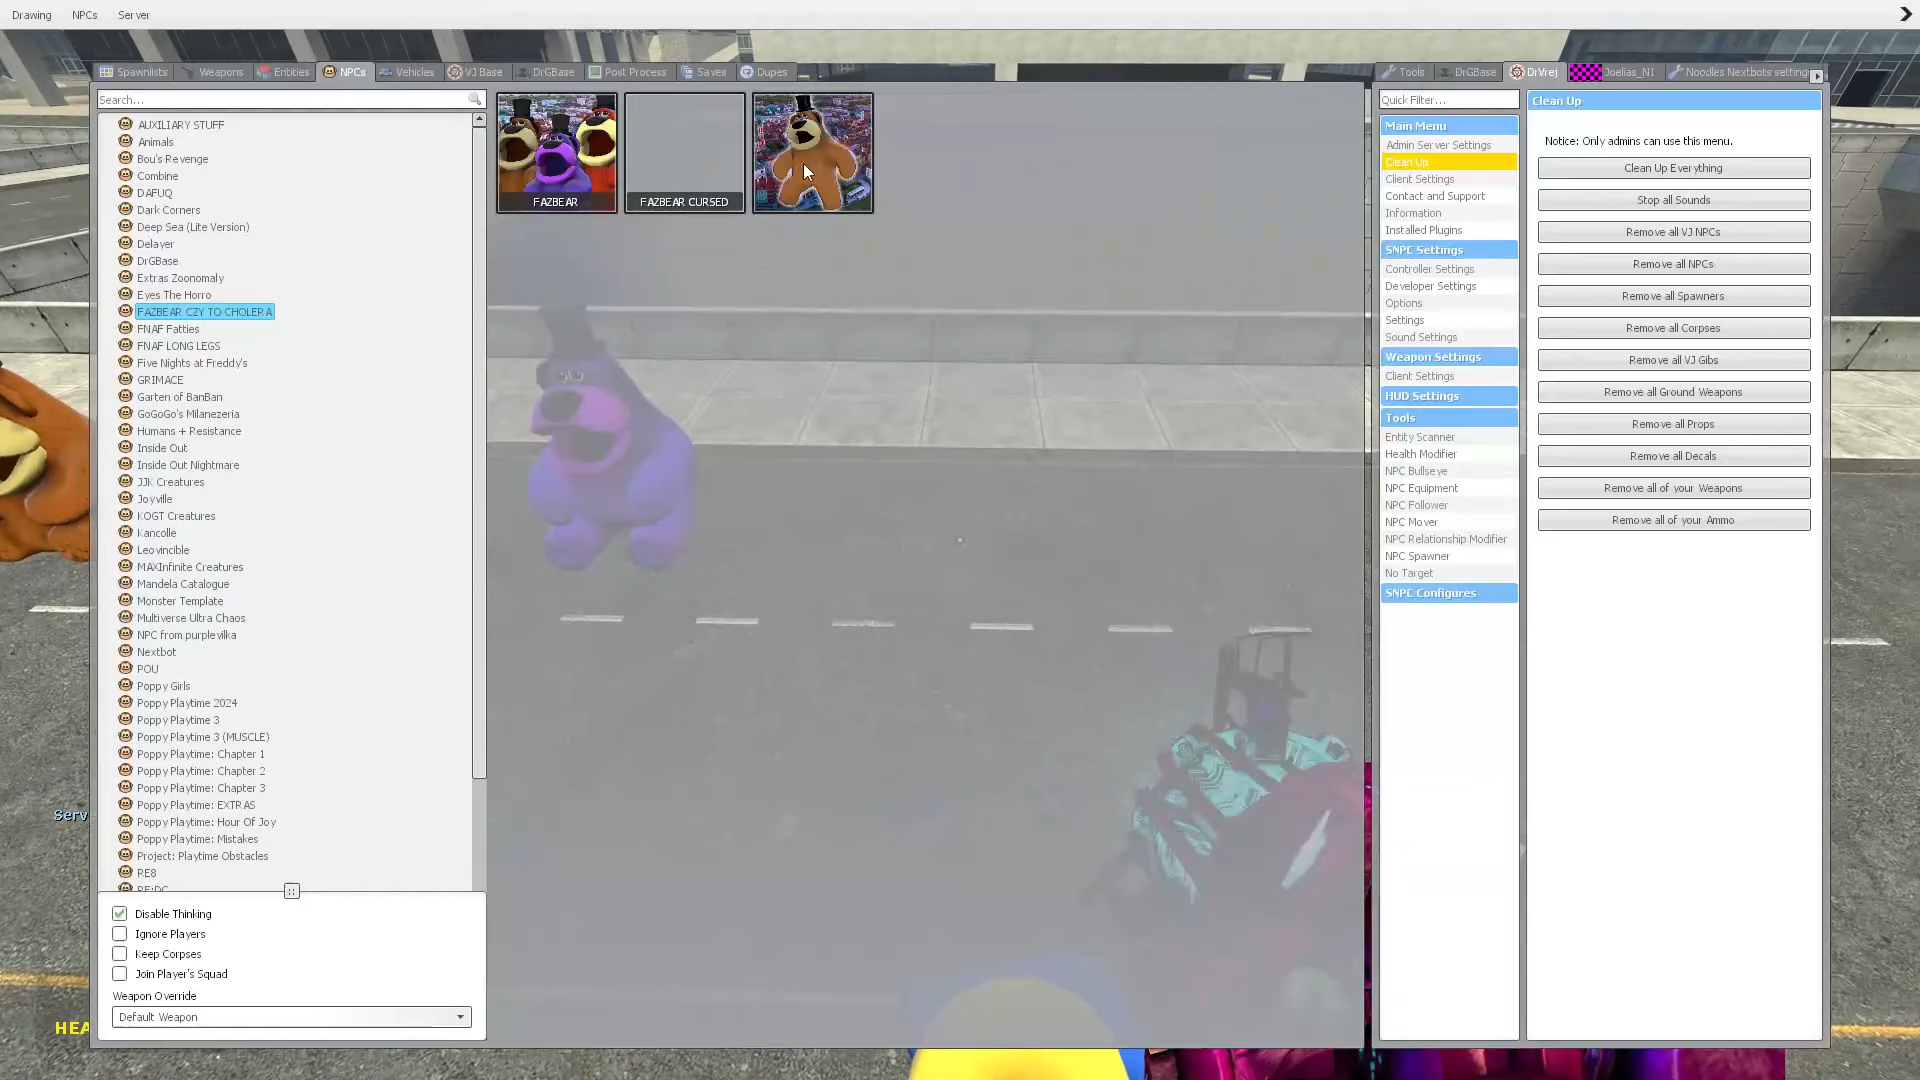 Drawing NPCs Server
Spawnlists Weapons Entities NPCs Vehicles VJ Base DrGBase Post Process Saves Dupes
Tools DrGBase DrVrej Joelias_N1 Noodles Nextbots setting
Search...
AUXILIARY STUFF
Animals
Bou's Revenge
Combine
DAFUQ
Dark Corners
Deep Sea (Lite Version)
Delayer
DrGBase
Extras Zoonomaly
Eyes The Horro
FAZBEAR CZY TO CHOLERA
FNAF Fatties
FNAF LONG LEGS
Five Nights at Freddy's
GRIMACE
Garten of BanBan
GoGoGo's Milanezeria
Humans + Resistance
Inside Out
Inside Out Nightmare
JJK Creatures
Joyville
KOGT Creatures
Kancolle
Leovincible
MAXInfinite Creatures
Mandela Catalogue
Monster Template
Multiverse Ultra Chaos
NPC from purplevilka
Nextbot
POU
Poppy Girls
Poppy Playtime 2024
Poppy Playtime 3
Poppy Playtime 3 (MUSCLE)
Poppy Playtime: Chapter 1
Poppy Playtime: Chapter 2
Poppy Playtime: Chapter 3
Poppy Playtime: EXTRAS
Poppy Playtime: Hour Of Joy
Poppy Playtime: Mistakes
Project: Playtime Obstacles
RE8
RE:DC
Disable Thinking
Ignore Players
Keep Corpses
Join Player's Squad
Weapon Override
Default Weapon
Serv
HEA
FAZBEAR
FAZBEAR CURSED
Quick Filter...
Main Menu
Admin Server Settings
Clean Up
Client Settings
Contact and Support
Information
Installed Plugins
SNPC Settings
Controller Settings
Developer Settings
Options
Settings
Sound Settings
Weapon Settings
Client Settings
HUD Settings
Tools
Entity Scanner
Health Modifier
NPC Bullseye
NPC Equipment
NPC Follower
NPC Mover
NPC Relationship Modifier
NPC Spawner
No Target
SNPC Configures
Clean Up
Notice: Only admins can use this menu.
Clean Up Everything
Stop all Sounds
Remove all VJ NPCs
Remove all NPCs
Remove all Spawners
Remove all Corpses
Remove all VJ Gibs
Remove all Ground Weapons
Remove all Props
Remove all Decals
Remove all of your Weapons
Remove all of your Ammo